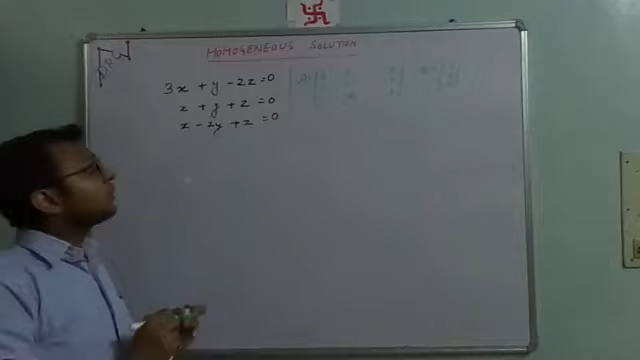 HOMOGENEOUS SOLUTION
3x + y - 2z = 0
x + y + z = 0
x - 2y + z = 0